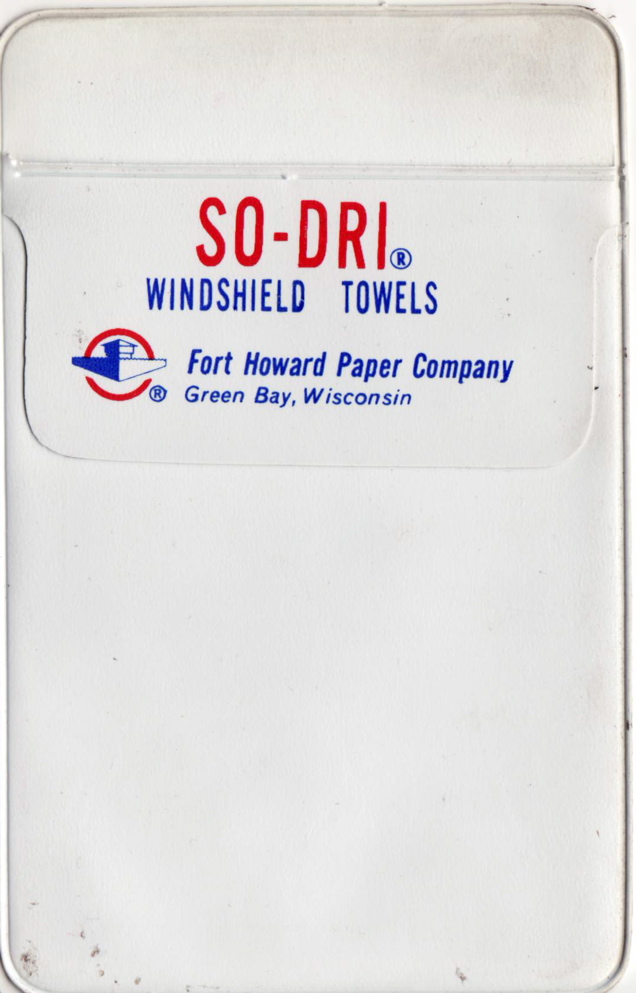 SO-DRI®
WINDSHIELD TOWELS
Fort Howard Paper Company
® Green Bay, Wisconsin